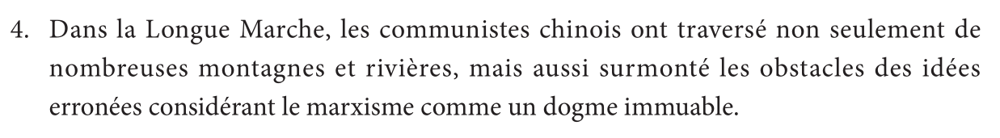 4. Dans la Longue Marche, les communistes chinois ont traversé non seulement de
nombreuses montagnes et rivières, mais aussi surmonté les obstacles des idées
erronées considérant le marxisme comme un dogme immuable.